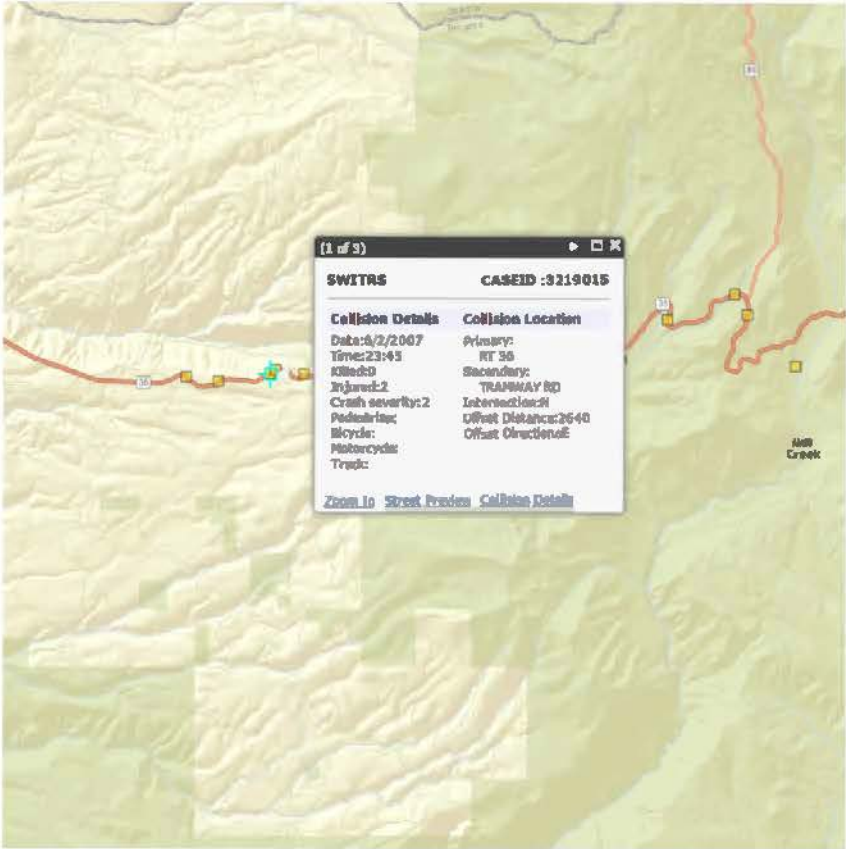 (1 of 3)
SWITRS CASEID :3219015
Collision Details Collision Location
Date:6/2/2007 Primary:
Time:23:45 RT 36
Killed:0 Secondary:
Injured:2 TRAMWAY RD
Crash severity:2 Intersection:N
Pedestrian: Offset Distance:2640
Bicycle: Offset Direction:E
Motorcycle:
Truck:
Zoom In Street Preview Collision Details
36
Mill
Creek